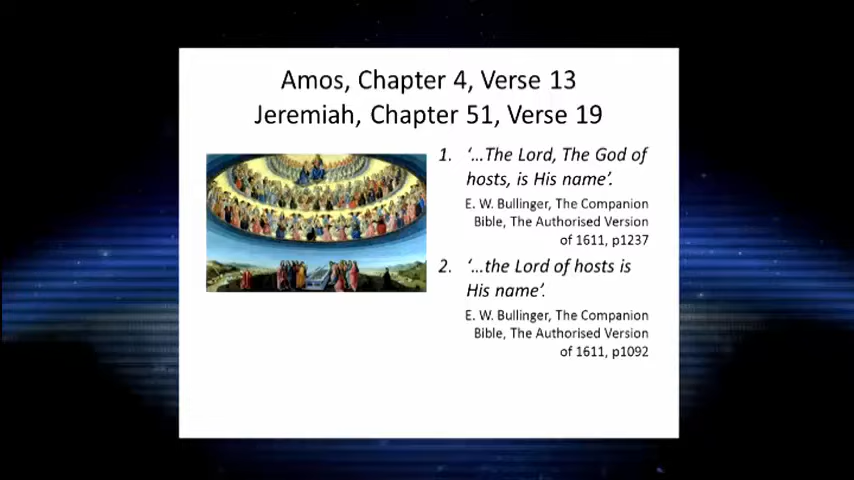 Amos, Chapter 4, Verse 13
Jeremiah, Chapter 51, Verse 19
1. ‘...The Lord, The God of
hosts, is His name’.
E. W. Bullinger, The Companion
Bible, The Authorised Version
of 1611, p1237
2. ‘...the Lord of hosts is
His name’.
E. W. Bullinger, The Companion
Bible, The Authorised Version
of 1611, p1092